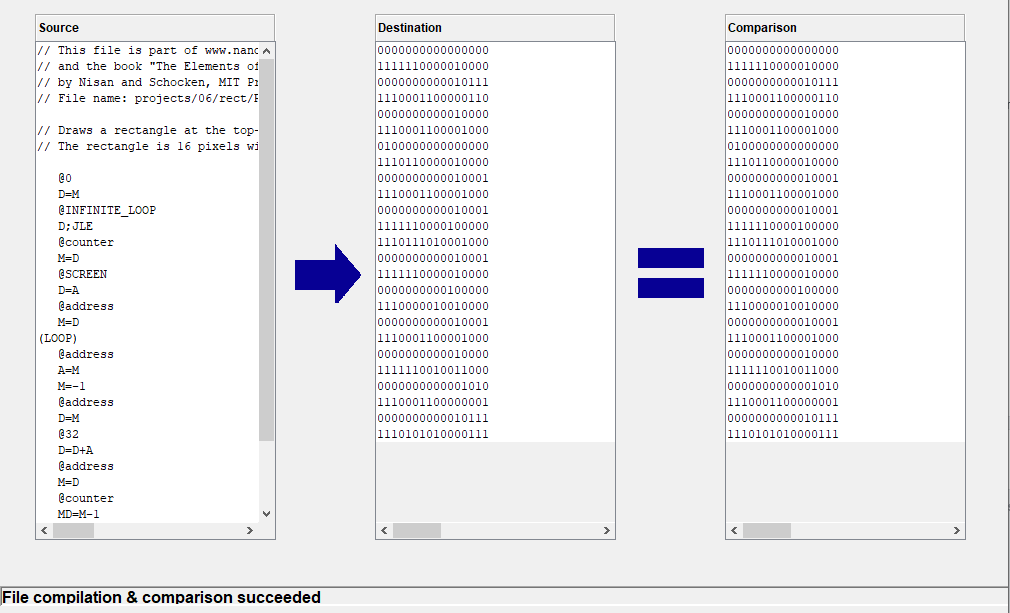 Source
// This file is part of www.nand
// and the book "The Elements of
// by Nisan and Schocken, MIT Pr
// File name: projects/06/rect/
// Draws a rectangle at the top-
// The rectangle is 16 pixels wi
@0
D=M
@INFINITE_LOOP
D;JLE
@counter
M=D
@SCREEN
D=A
@address
M=D
(LOOP)
@address
A=M
M=-1
@address
D=M
@32
D=D+A
@address
M=D
@counter
MD=M-1
Destination
0000000000000000
1111110000010000
0000000000010111
1110001100000110
0000000000010000
1110001100001000
0100000000000000
1110110000010000
0000000000010001
1110001100001000
0000000000010001
1111110000100000
1110111010001000
0000000000010001
1111110000010000
0000000000100000
1110000010010000
0000000000010001
1110001100001000
0000000000010000
1111110010011000
0000000000001010
1110001100000001
0000000000010111
1110101010000111
Comparison
0000000000000000
1111110000010000
0000000000010111
1110001100000110
0000000000010000
1110001100001000
0100000000000000
1110110000010000
0000000000010001
1110001100001000
0000000000010001
1111110000100000
1110111010001000
0000000000010001
1111110000010000
0000000000100000
1110000010010000
0000000000010001
1110001100001000
0000000000010000
1111110010011000
0000000000001010
1110001100000001
0000000000010111
1110101010000111
File compilation & comparison succeeded